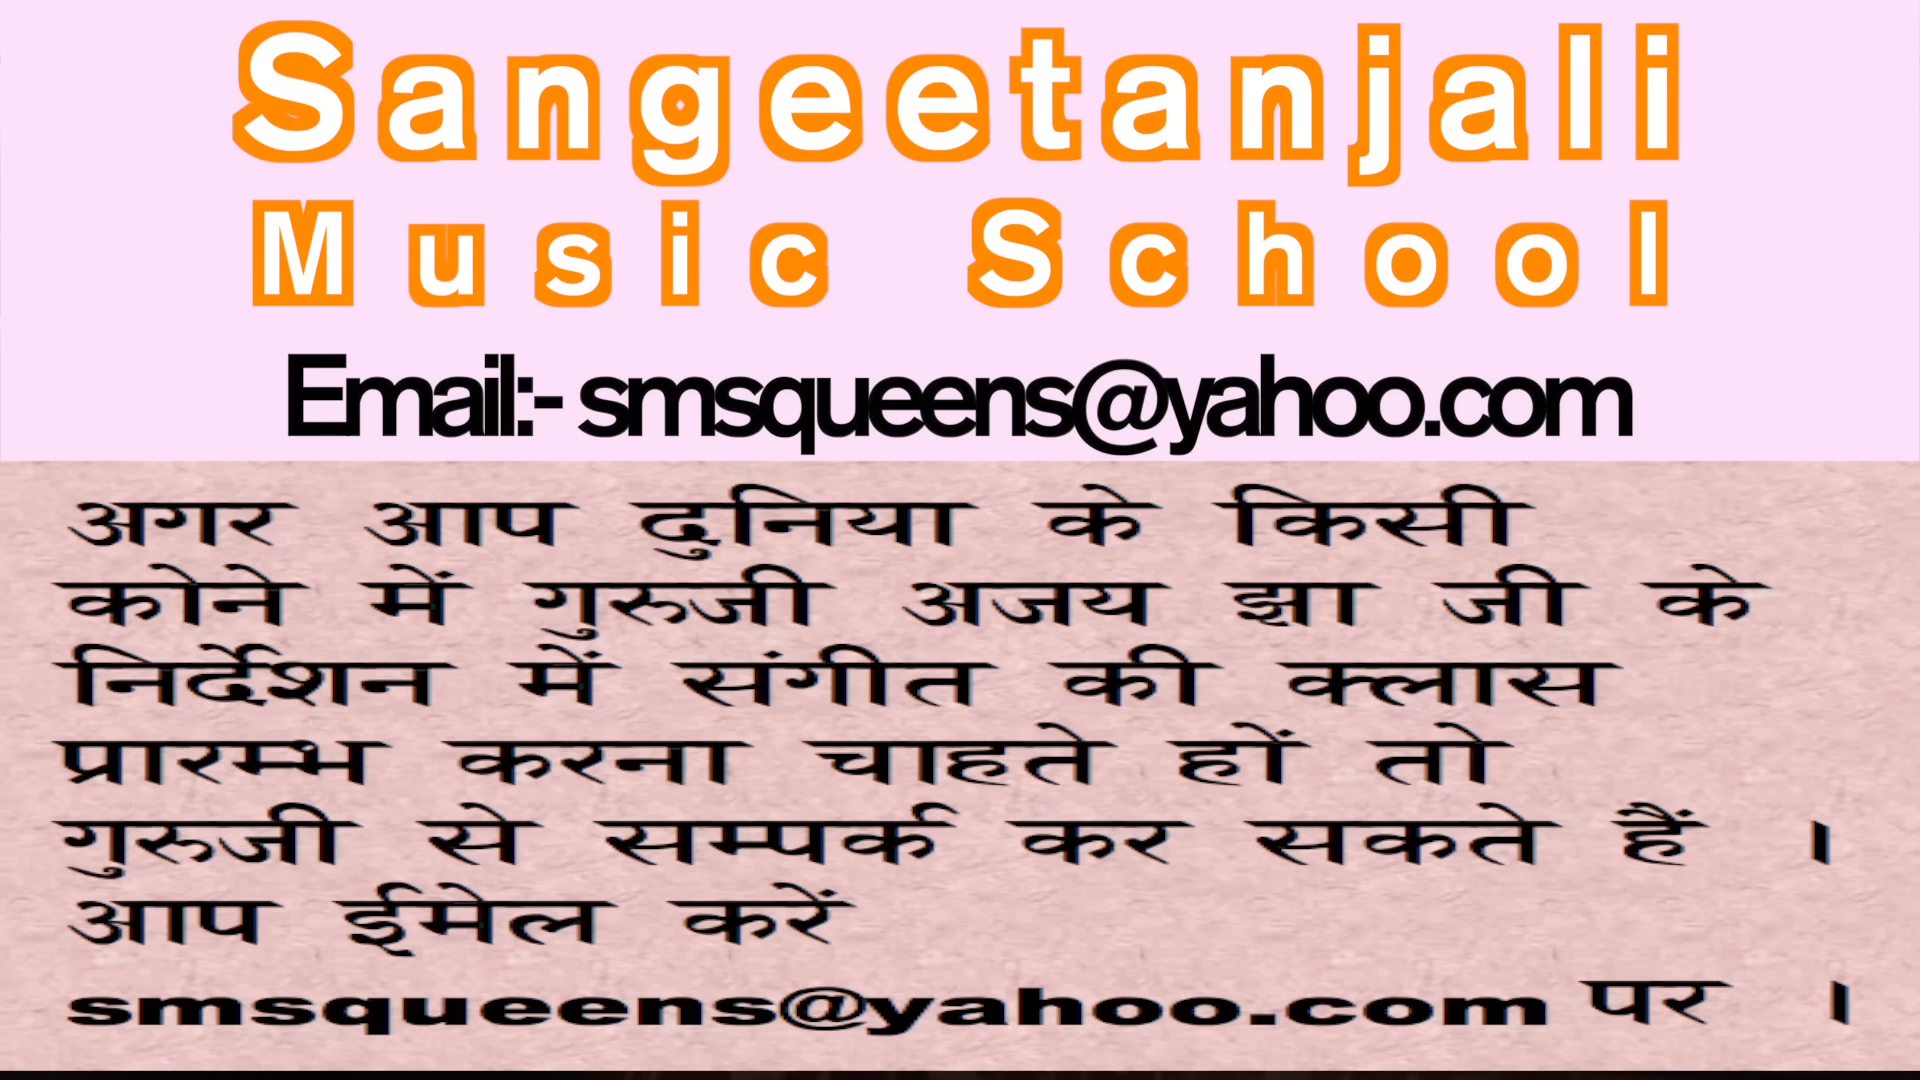 Sangeetanjali
Music School
Email:- smsqueens@yahoo.com
अगर आप दुनिया के किसी
कोने में गुरुजी अजय झा जी के
निर्देशन में संगीत की क्लास
प्रारम्भ करना चाहते हों तो
गुरुजी से सम्पर्क कर सकते हैं ।
आप ईमेल करें
smsqueens@yahoo.com पर ।